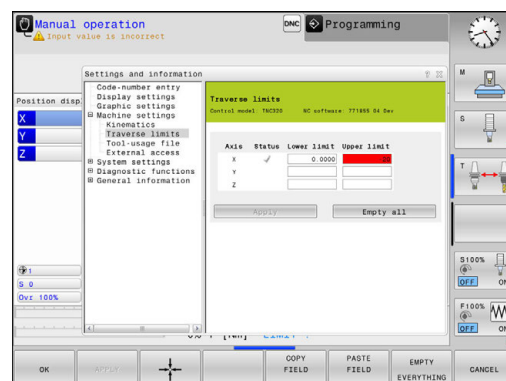 Manual operation
DNC
Programming
Input value is incorrect
Settings and information
Code-number entry
Display settings
Graphic settings
Machine settings
Kinematics
Traverse limits
Tool-usage file
External access
System settings
Diagnostic functions
General information
Traverse limits
Control model: TNC320 NC software: 771855 04 Dev
Axis Status Lower limit Upper limit
X 0.0000
Y
Z
Apply Empty all
Position disp
X
Y
Z
1
S 0
Ovr 100%
M
S
T
S100%
OFF ON
F100%
OFF ON
OK
APPLY
COPY FIELD
PASTE FIELD
EMPTY EVERYTHING
CANCEL